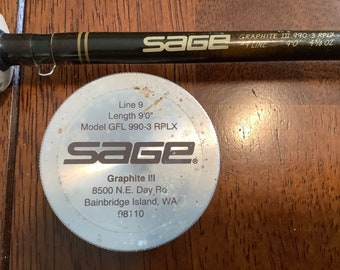 SAGE GRAPHITE III 990-3 RPLX
#9 LINE 9'0" 4 3/8 OZ
Line 9
Length 9'0"
Model GFL 990-3 RPLX
SAGE®
Graphite III
8500 N.E. Day Rd
Bainbridge Island, WA
98110